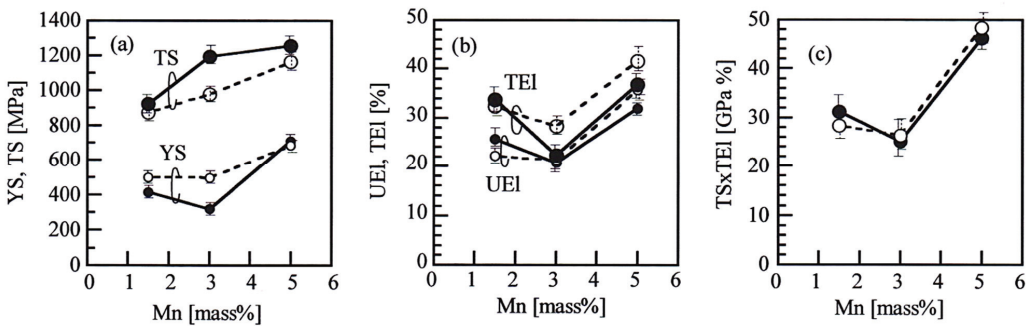 YS, TS [MPa]
1400
1200
1000
800
600
400
200
0
(a)
TS
YS
0 1 2 3 4 5 6
Mn [mass%]
UEl, TEl [%]
50
40
30
20
10
0
(b)
TEl
UEl
0 1 2 3 4 5 6
Mn [mass%]
TSxTEl [GPa %]
50
40
30
20
10
0
(c)
0 1 2 3 4 5 6
Mn [mass%]